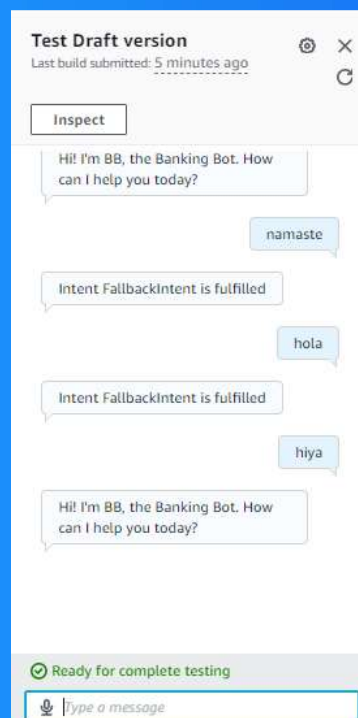 Test Draft version
Last build submitted: 5 minutes ago
Inspect
Hi! I'm BB, the Banking Bot. How
can I help you today?
namaste
Intent FallbackIntent is fulfilled
hola
Intent FallbackIntent is fulfilled
hiya
Hi! I'm BB, the Banking Bot. How
can I help you today?
Ready for complete testing
Type a message